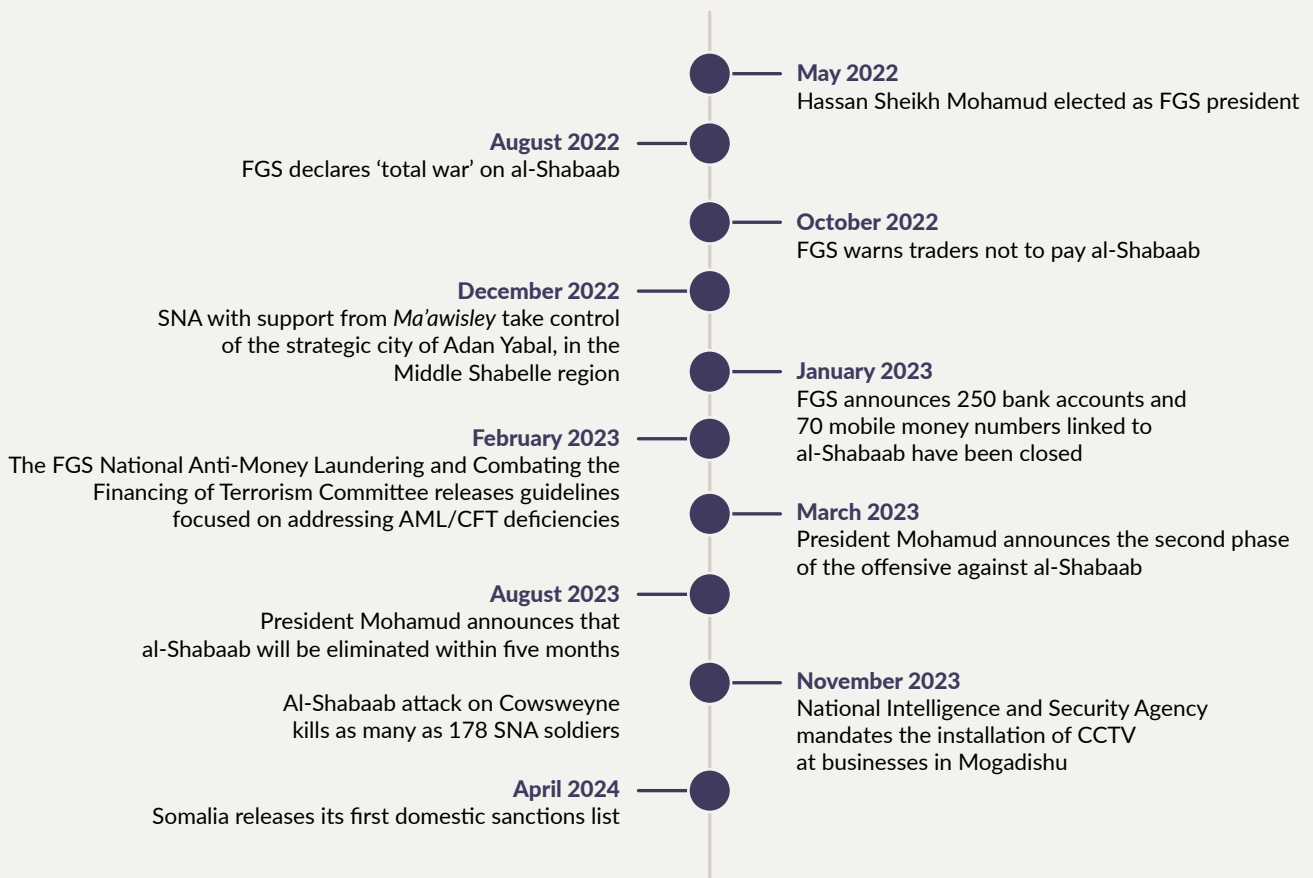 May 2022
Hassan Sheikh Mohamud elected as FGS president
August 2022
FGS declares ‘total war’ on al-Shabaab
October 2022
FGS warns traders not to pay al-Shabaab
December 2022
SNA with support from Ma’awisley take control
of the strategic city of Adan Yabal, in the
Middle Shabelle region
January 2023
FGS announces 250 bank accounts and
70 mobile money numbers linked to
al-Shabaab have been closed
February 2023
The FGS National Anti-Money Laundering and Combating the
Financing of Terrorism Committee releases guidelines
focused on addressing AML/CFT deficiencies
March 2023
President Mohamud announces the second phase
of the offensive against al-Shabaab
August 2023
President Mohamud announces that
al-Shabaab will be eliminated within five months
Al-Shabaab attack on Cowsweyne
kills as many as 178 SNA soldiers
November 2023
National Intelligence and Security Agency
mandates the installation of CCTV
at businesses in Mogadishu
April 2024
Somalia releases its first domestic sanctions list